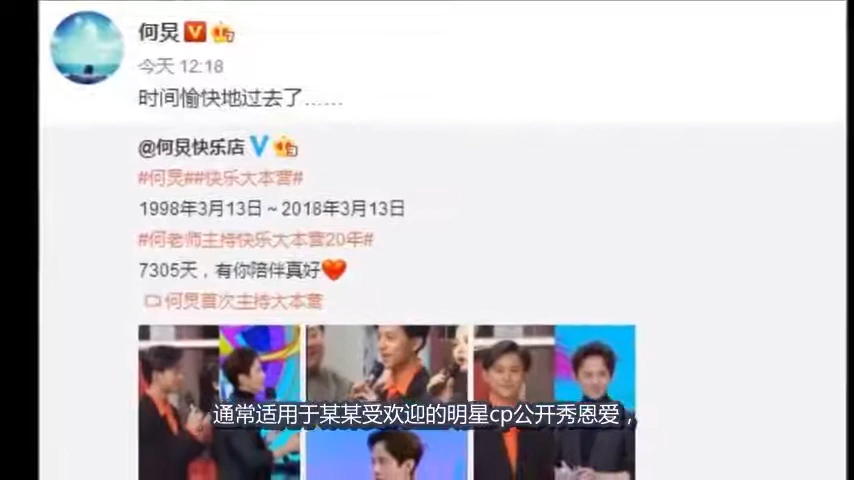 何炅
今天 12:18
时间愉快地过去了……
@何炅快乐店
#何炅##快乐大本营#
1998年3月13日~2018年3月13日
#何老师主持快乐大本营20年#
7305天，有你陪伴真好
何炅首次主持大本营
通常适用于某某受欢迎的明星cp公开秀恩爱，